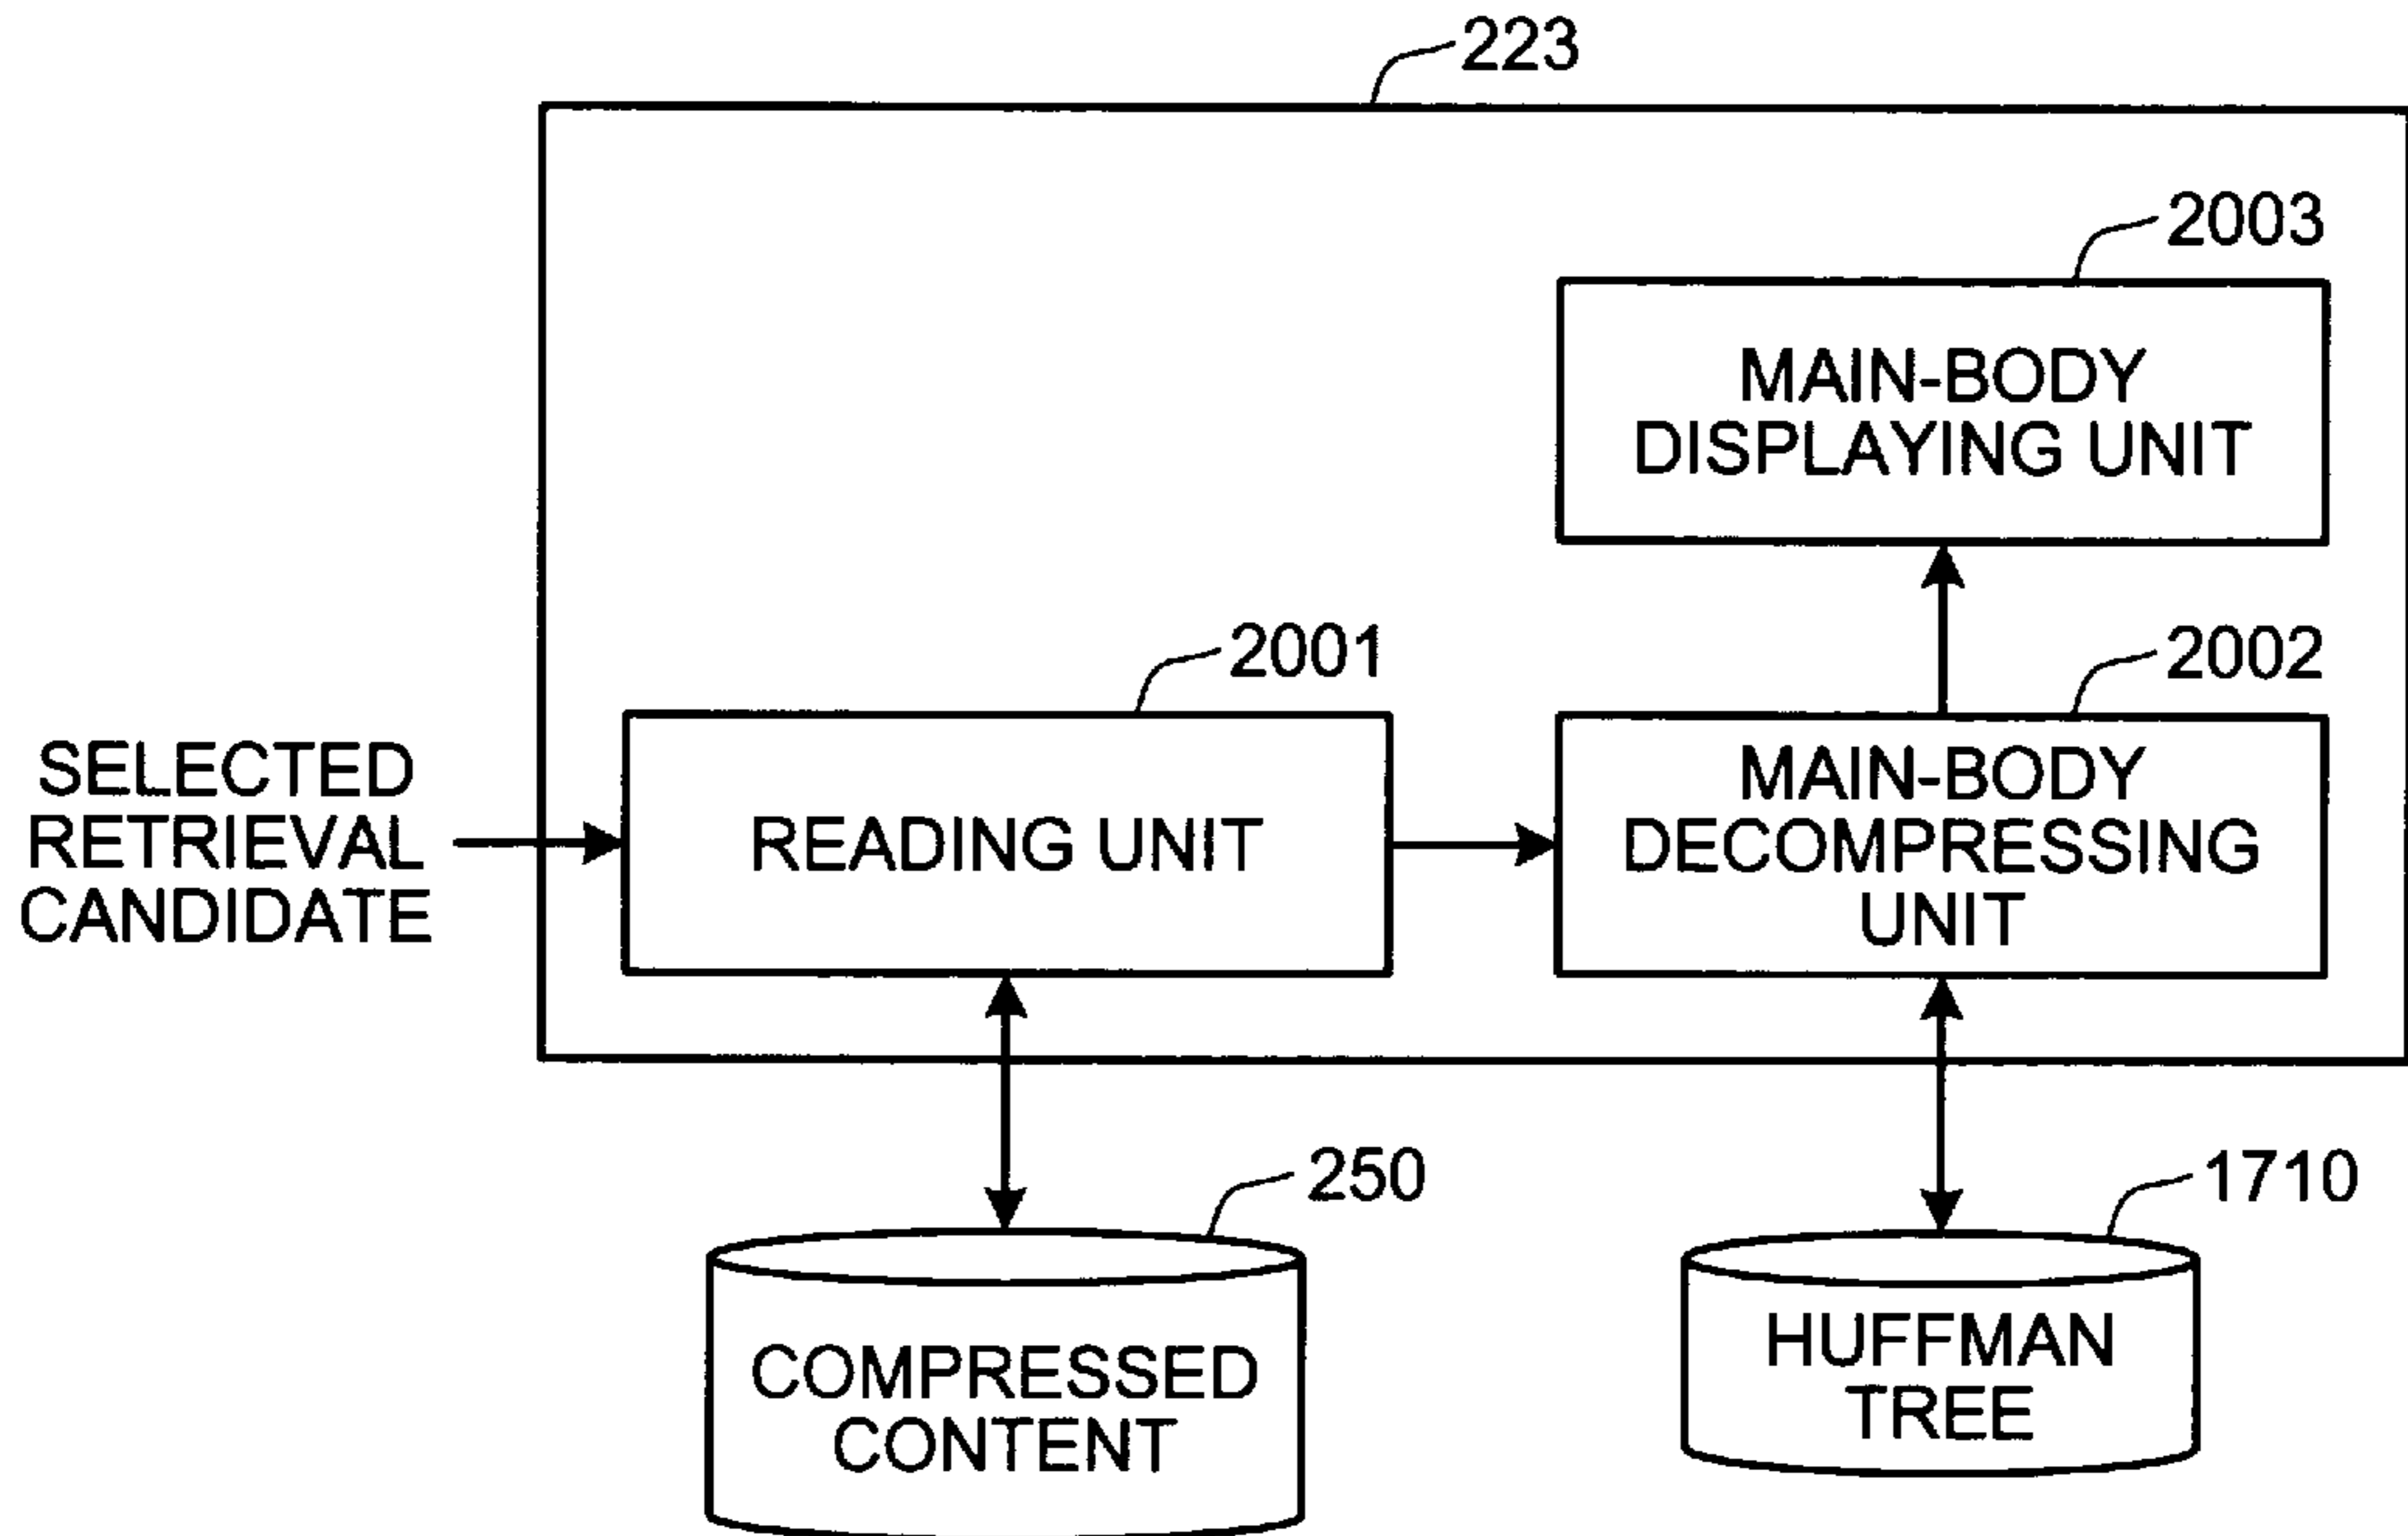 223
2003
MAIN-BODY
DISPLAYING UNIT
2001
2002
SELECTED
RETRIEVAL
CANDIDATE
READING UNIT
MAIN-BODY
DECOMPRESSING
UNIT
250
1710
COMPRESSED
CONTENT
HUFFMAN
TREE